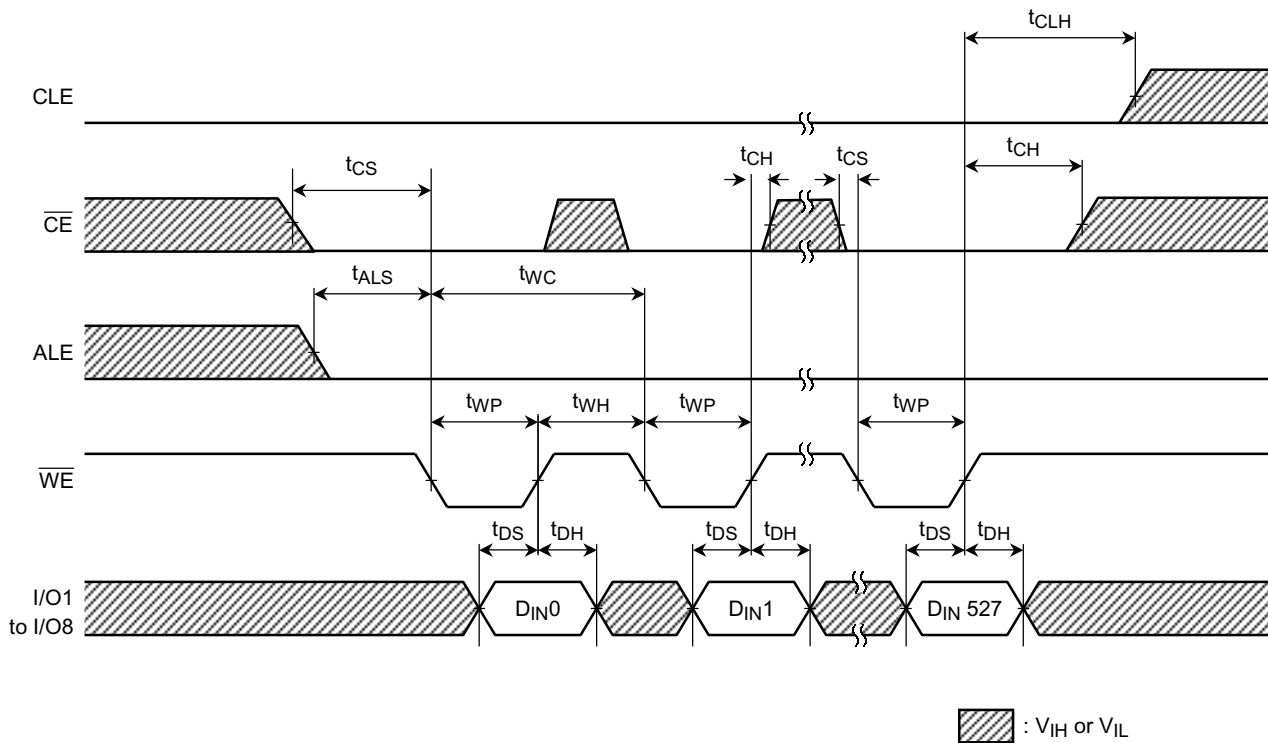 tCLH
CLE
tCH tCS tCH
tCS
CE
tALS tWC
ALE
tWP tWH tWP tWP
WE
tDS tDH tDS tDH tDS tDH
I/O1
to I/O8
DIN0 DIN1 DIN 527
: VIH or VIL